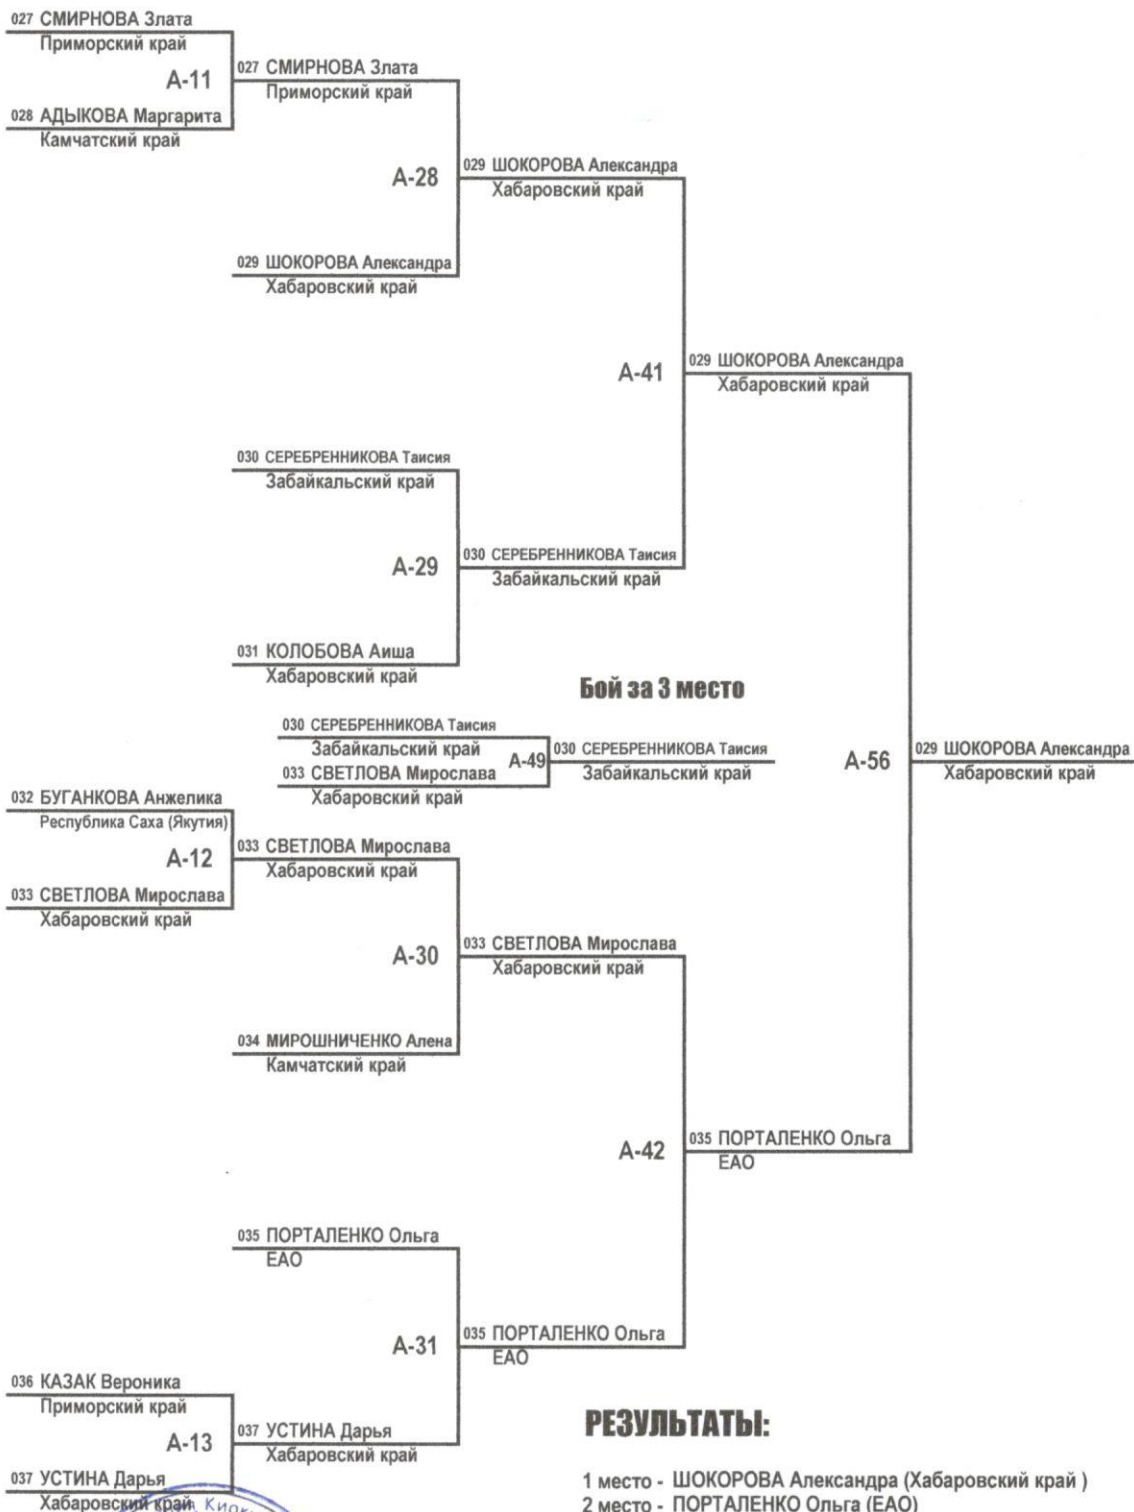 027 СМИРНОВА Злата
Приморский край
А-11
027 СМИРНОВА Злата
Приморский край
028 АДЫКОВА Маргарита
Камчатский край
А-28
029 ШОКОРОВА Александра
Хабаровский край
029 ШОКОРОВА Александра
Хабаровский край
А-41
029 ШОКОРОВА Александра
Хабаровский край
030 СЕРЕБРЕННИКОВА Таисия
Забайкальский край
А-29
030 СЕРЕБРЕННИКОВА Таисия
Забайкальский край
031 КОЛОБОВА Аиша
Хабаровский край
Бой за 3 место
030 СЕРЕБРЕННИКОВА Таисия
Забайкальский край
А-49
030 СЕРЕБРЕННИКОВА Таисия
Забайкальский край
033 СВЕТЛОВА Мирослава
Хабаровский край
А-56
029 ШОКОРОВА Александра
Хабаровский край
032 БУГАНКОВА Анжелика
Республика Саха (Якутия)
А-12
033 СВЕТЛОВА Мирослава
Хабаровский край
033 СВЕТЛОВА Мирослава
Хабаровский край
А-30
033 СВЕТЛОВА Мирослава
Хабаровский край
034 МИРОШНИЧЕНКО Алена
Камчатский край
А-42
035 ПОРТАЛЕНКО Ольга
ЕАО
035 ПОРТАЛЕНКО Ольга
ЕАО
А-31
035 ПОРТАЛЕНКО Ольга
ЕАО
036 КАЗАК Вероника
Приморский край
А-13
037 УСТИНА Дарья
Хабаровский край
037 УСТИНА Дарья
Хабаровский край
РЕЗУЛЬТАТЫ:
1 место - ШОКОРОВА Александра (Хабаровский край )
2 место - ПОРТАЛЕНКО Ольга (ЕАО)